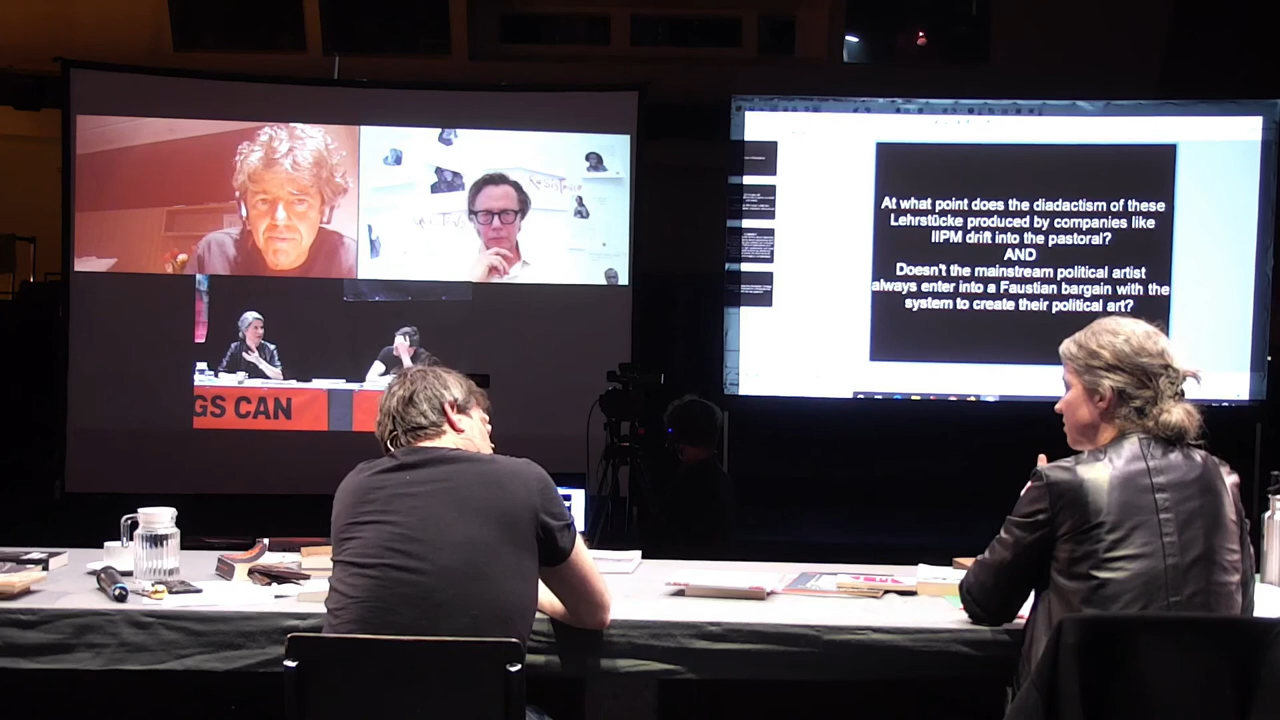 Resistance
GS CAN
At what point does the diadactism of these
Lehrstücke produced by companies like
IIPM drift into the pastoral?
AND
Doesn't the mainstream political artist
always enter into a Faustian bargain with the
system to create their political art?